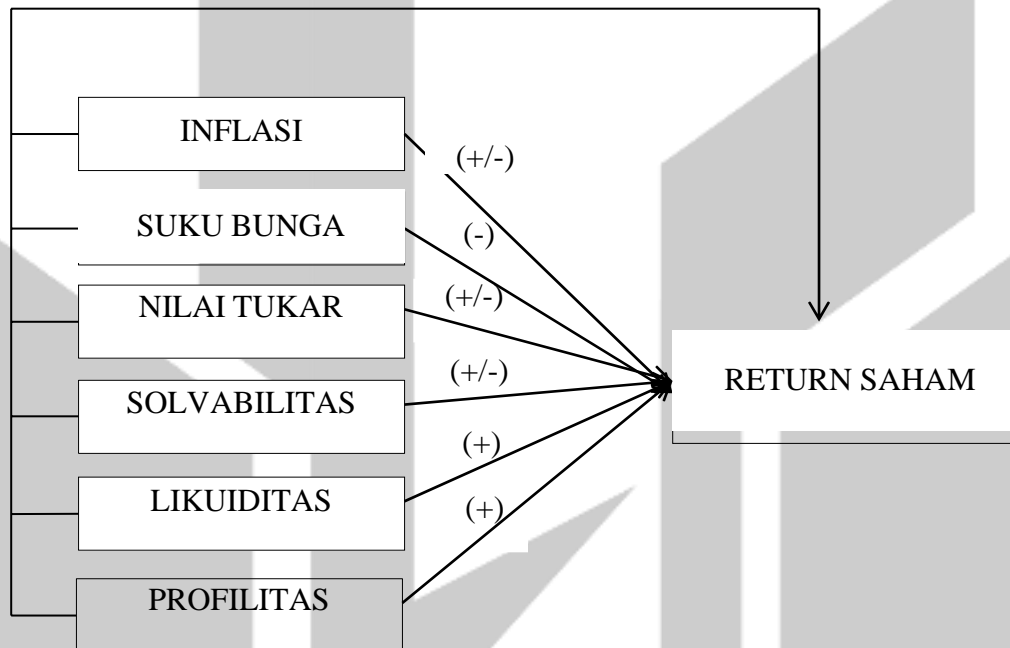 INFLASI
(+/-)
SUKU BUNGA
(-)
NILAI TUKAR
(+/-)
SOLVABILITAS
(+/-)
RETURN SAHAM
LIKUIDITAS
(+)
PROFILITAS
(+)